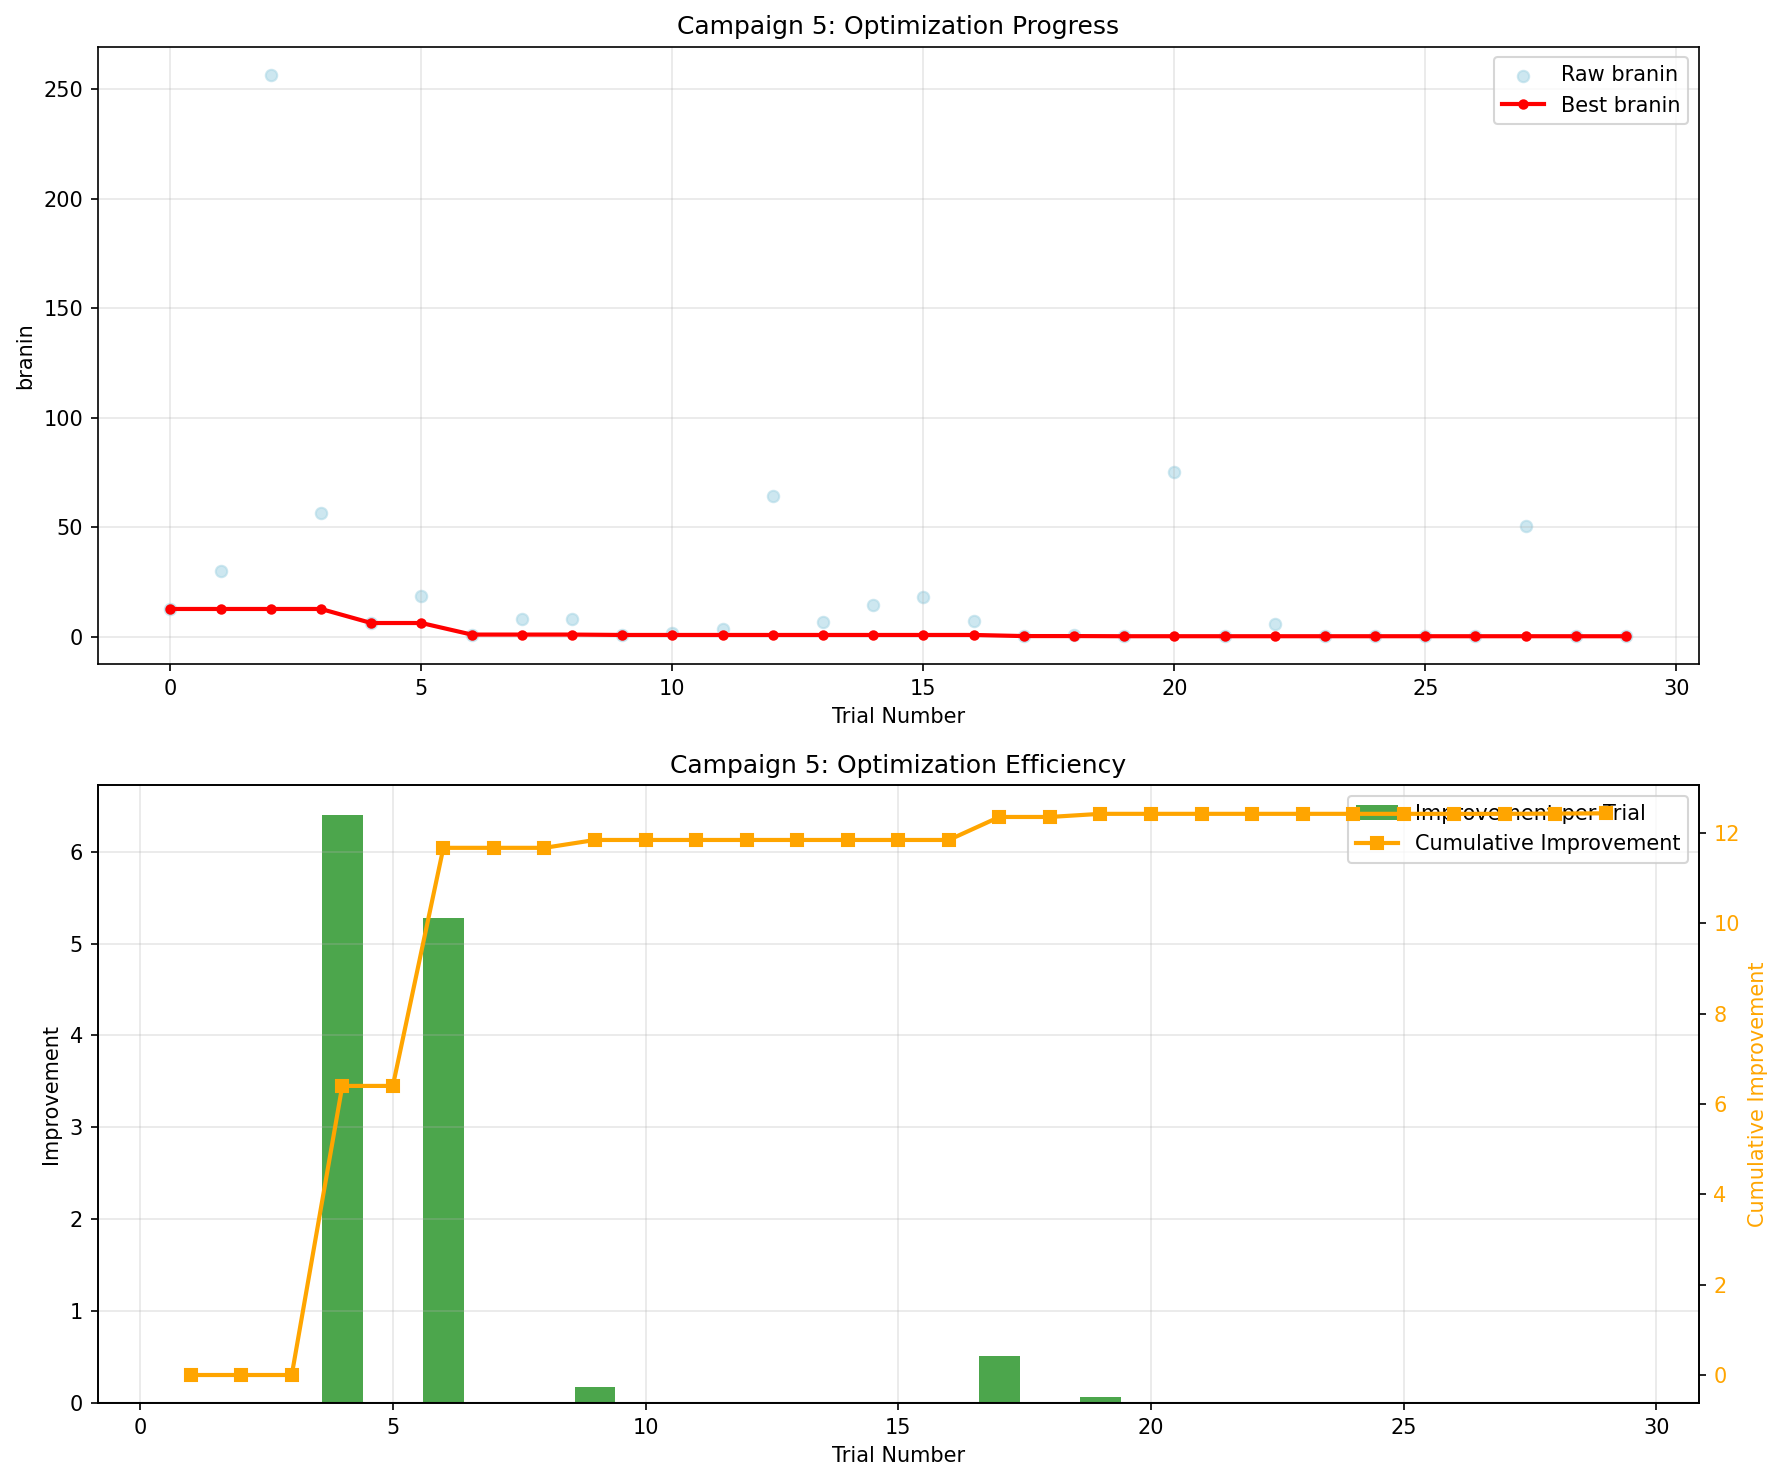 Campaign 5: Optimization Progress
250
200
150
100
50
0
branin
Raw branin
Best branin
0 5 10 15 20 25 30
Trial Number
Campaign 5: Optimization Efficiency
6
5
4
3
2
1
0
Improvement
Improvement per Trial
Cumulative Improvement
12
10
8
6
4
2
0
Cumulative Improvement
0 5 10 15 20 25 30
Trial Number